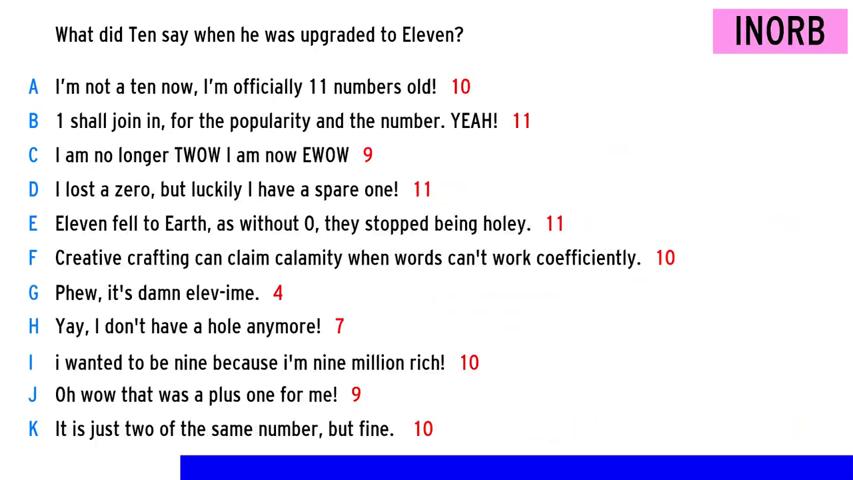 What did Ten say when he was upgraded to Eleven?
INORB
A I'm not a ten now, I'm officially 11 numbers old! 10
B 1 shall join in, for the popularity and the number. YEAH! 11
C I am no longer TWOW I am now EWOW 9
D I lost a zero, but luckily I have a spare one! 11
E Eleven fell to Earth, as without 0, they stopped being holey. 11
F Creative crafting can claim calamity when words can't work coefficiently. 10
G Phew, it's damn elev-ime. 4
H Yay, I don't have a hole anymore! 7
I i wanted to be nine because i'm nine million rich! 10
J Oh wow that was a plus one for me! 9
K It is just two of the same number, but fine. 10